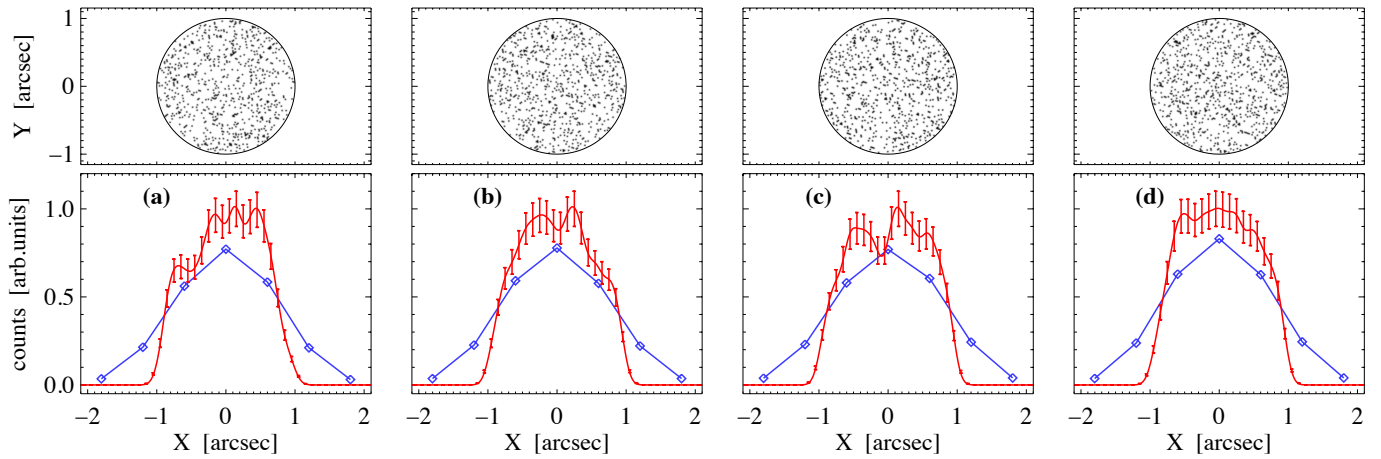 1
0
−1
Y [arcsec]
(a)
(b)
(c)
(d)
1.0
0.5
0.0
counts [arb.units]
−2 −1 0 1 2
−2 −1 0 1 2
−2 −1 0 1 2
−2 −1 0 1 2
X [arcsec]
X [arcsec]
X [arcsec]
X [arcsec]